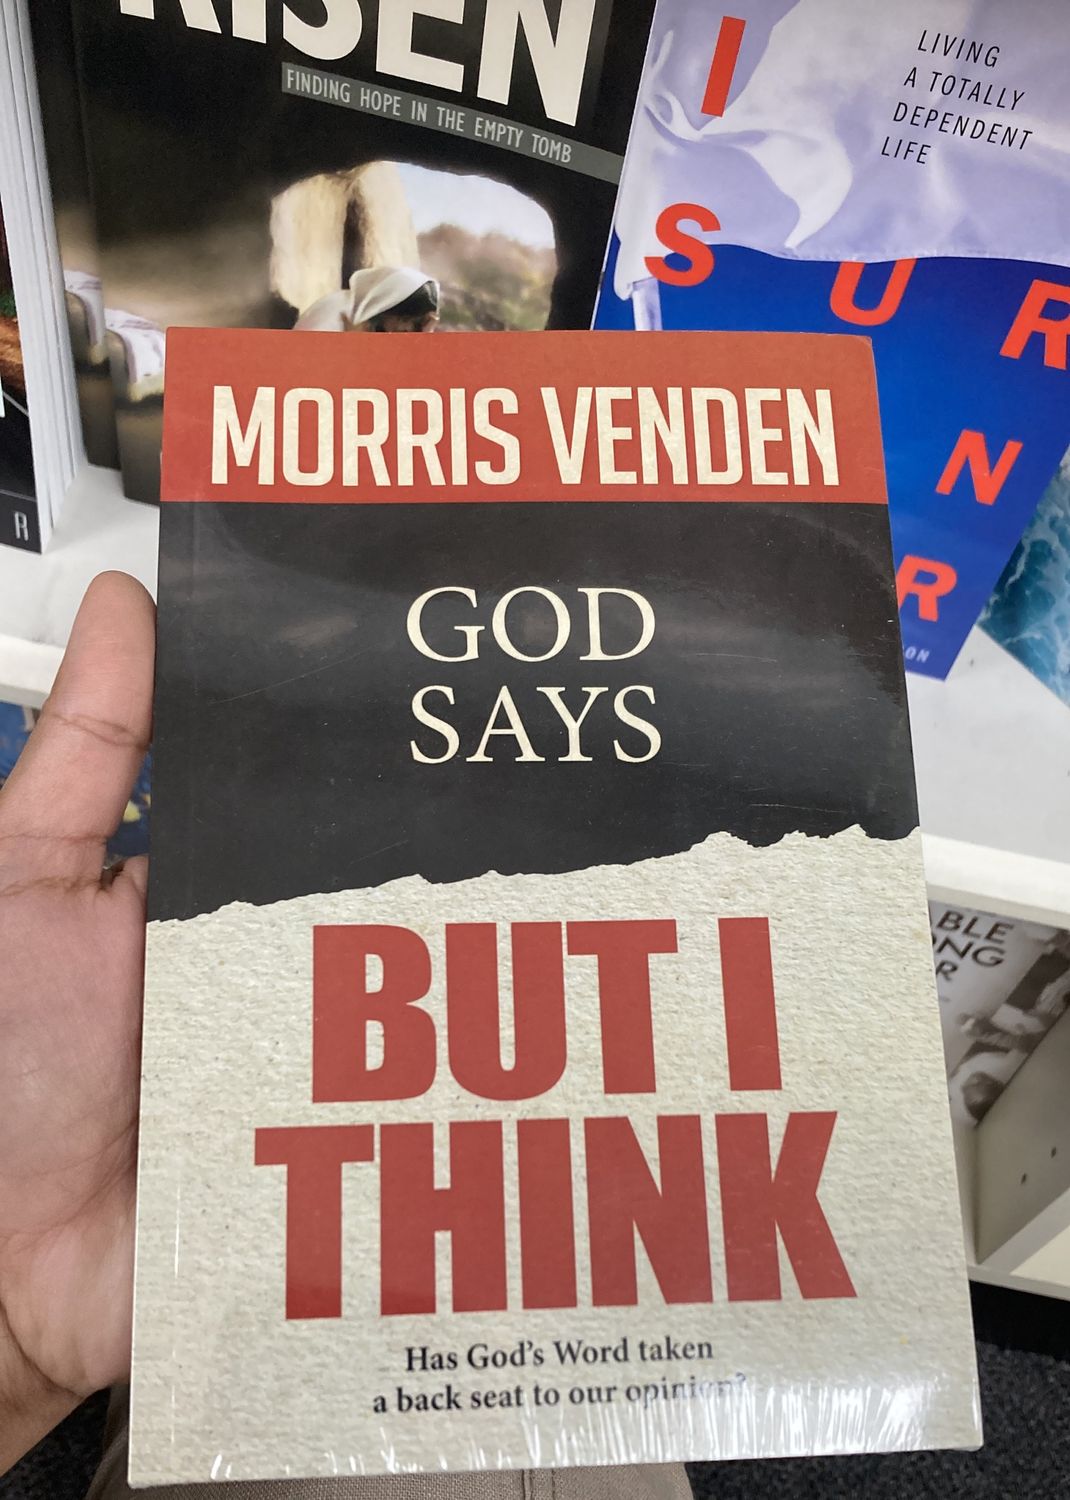 RISEN
FINDING HOPE IN THE EMPTY TOMB
I
LIVING
A TOTALLY
DEPENDENT
LIFE
SURR
N
R
R
MORRIS VENDEN
GOD
SAYS
BUT I
THINK
Has God's Word taken
a back seat to our opinion?